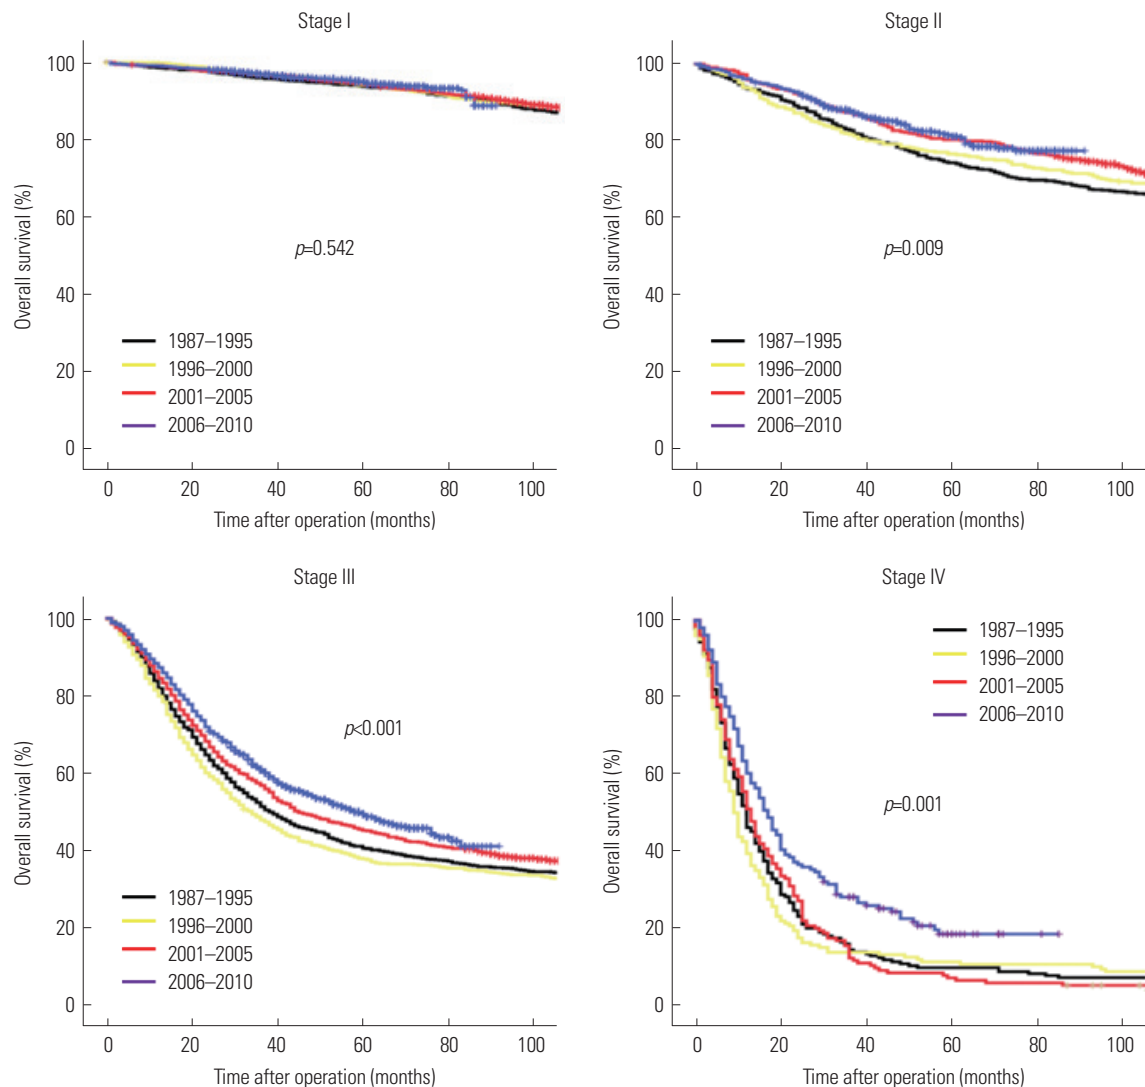 Stage I
100
80
60
40
20
0
Overall survival (%)
p=0.542
1987–1995
1996–2000
2001–2005
2006–2010
0 20 40 60 80 100
Time after operation (months)
Stage II
100
80
60
40
20
0
Overall survival (%)
p=0.009
1987–1995
1996–2000
2001–2005
2006–2010
0 20 40 60 80 100
Time after operation (months)
Stage III
100
80
60
40
20
0
Overall survival (%)
p<0.001
1987–1995
1996–2000
2001–2005
2006–2010
0 20 40 60 80 100
Time after operation (months)
Stage IV
100
80
60
40
20
0
Overall survival (%)
1987–1995
1996–2000
2001–2005
2006–2010
p=0.001
0 20 40 60 80 100
Time after operation (months)